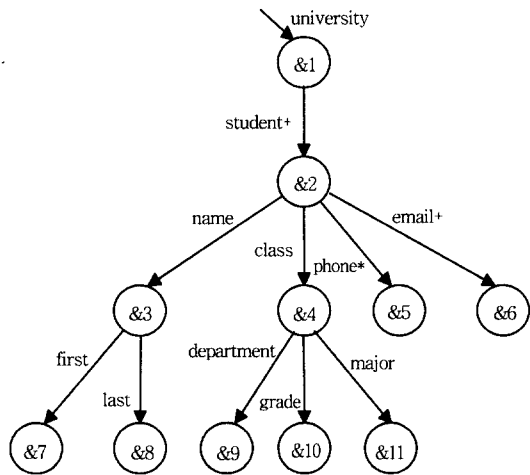 university
&1
student+
&2
name
class
phone*
email+
&3
&4
&5
&6
first
last
department
grade
major
&7
&8
&9
&10
&11